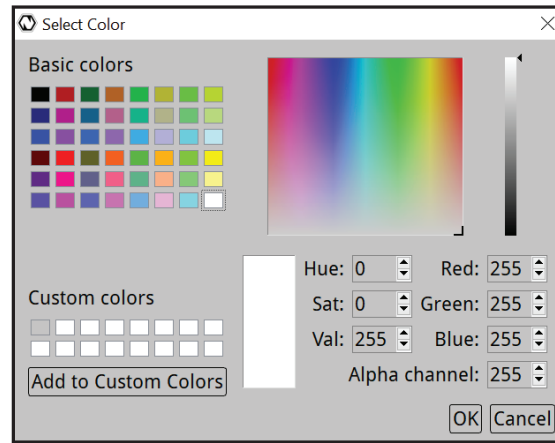 Select Color
Basic colors
Custom colors
Add to Custom Colors
Hue: 0 Red: 255
Sat: 0 Green: 255
Val: 255 Blue: 255
Alpha channel: 255
OK Cancel